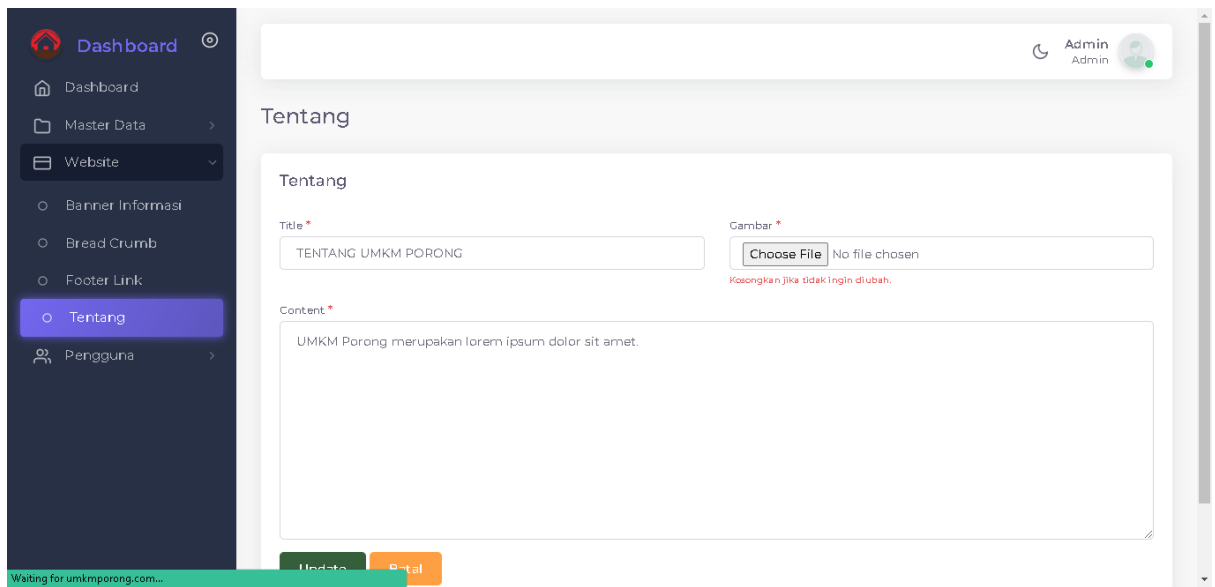 Dashboard
Admin
Admin
Dashboard
Master Data
Website
Banner Informasi
Bread Crumb
Footer Link
Tentang
Pengguna
Tentang
Tentang
Title *
Gambar *
TENTANG UMKM PORONG
Choose File No file chosen
Kosongkan jika tidak ingin diubah.
Content *
UMKM Porong merupakan lorem ipsum dolor sit amet.
Update Batal
Waiting for umkmporong.com...